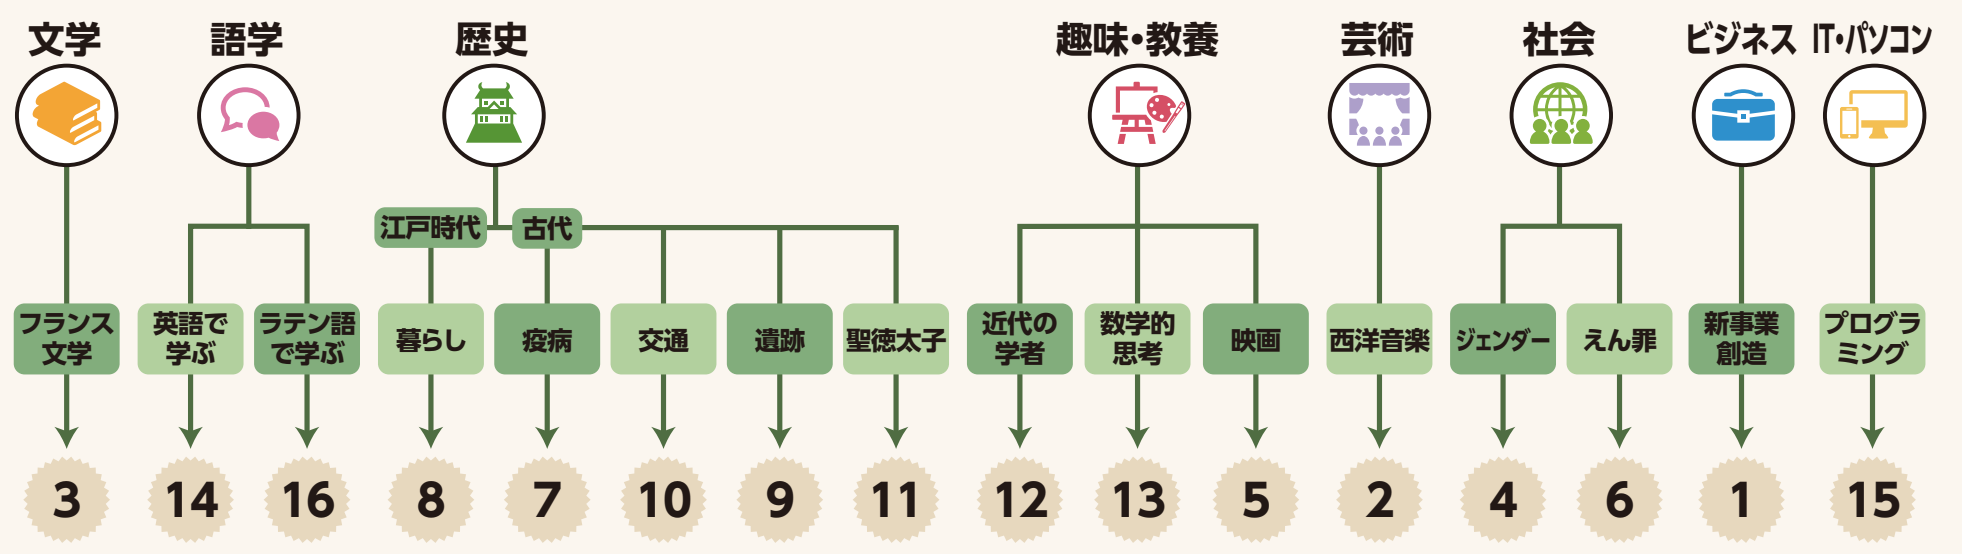 文学
語学
歴史
趣味・教養
芸術
社会
ビジネス
IT・パソコン
江戸時代
古代
フランス
文学
英語で
学ぶ
ラテン語
で学ぶ
暮らし
疫病
交通
遺跡
聖徳太子
近代の
学者
数学的
思考
映画
西洋音楽
ジェンダー
えん罪
新事業
創造
プログラ
ミング
3
14
16
8
7
10
9
11
12
13
5
2
4
6
1
15